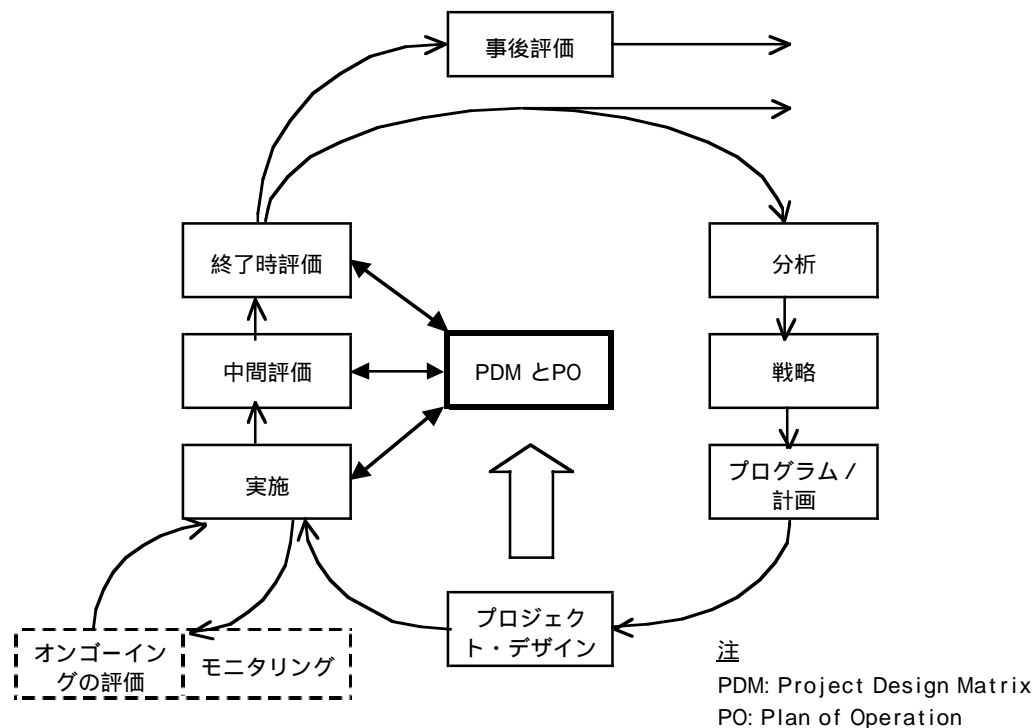 事後評価
終了時評価
分析
中間評価
PDM とPO
戦略
実施
プログラム /
計画
プロジェク
ト・デザイン
オンゴーイン
グの評価
モニタリング
注
PDM: Project Design Matrix
PO: Plan of Operation